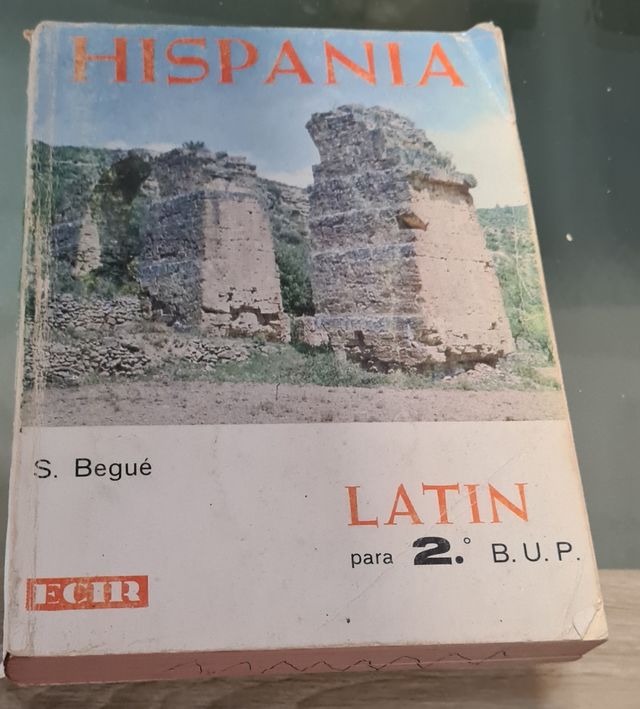 HISPANIA
S. Begué
LATIN
para 2.º B.U.P.
ECIR